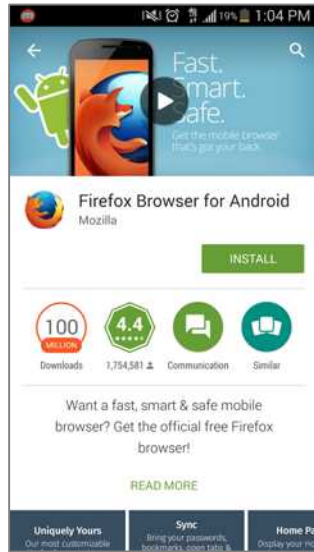 19% 1:04 PM
Fast.
Smart.
Safe.
Get the mobile browser
that's got your back
Firefox Browser for Android
Mozilla
INSTALL
100
MILLION
4.4
Downloads
1,754,581
Communication
Similar
Want a fast, smart & safe mobile
browser? Get the official free Firefox
browser!
READ MORE
Uniquely Yours
Our most customizable
Sync
Bring your passwords,
bookmarks, open tabs &
Home Pa
Display your